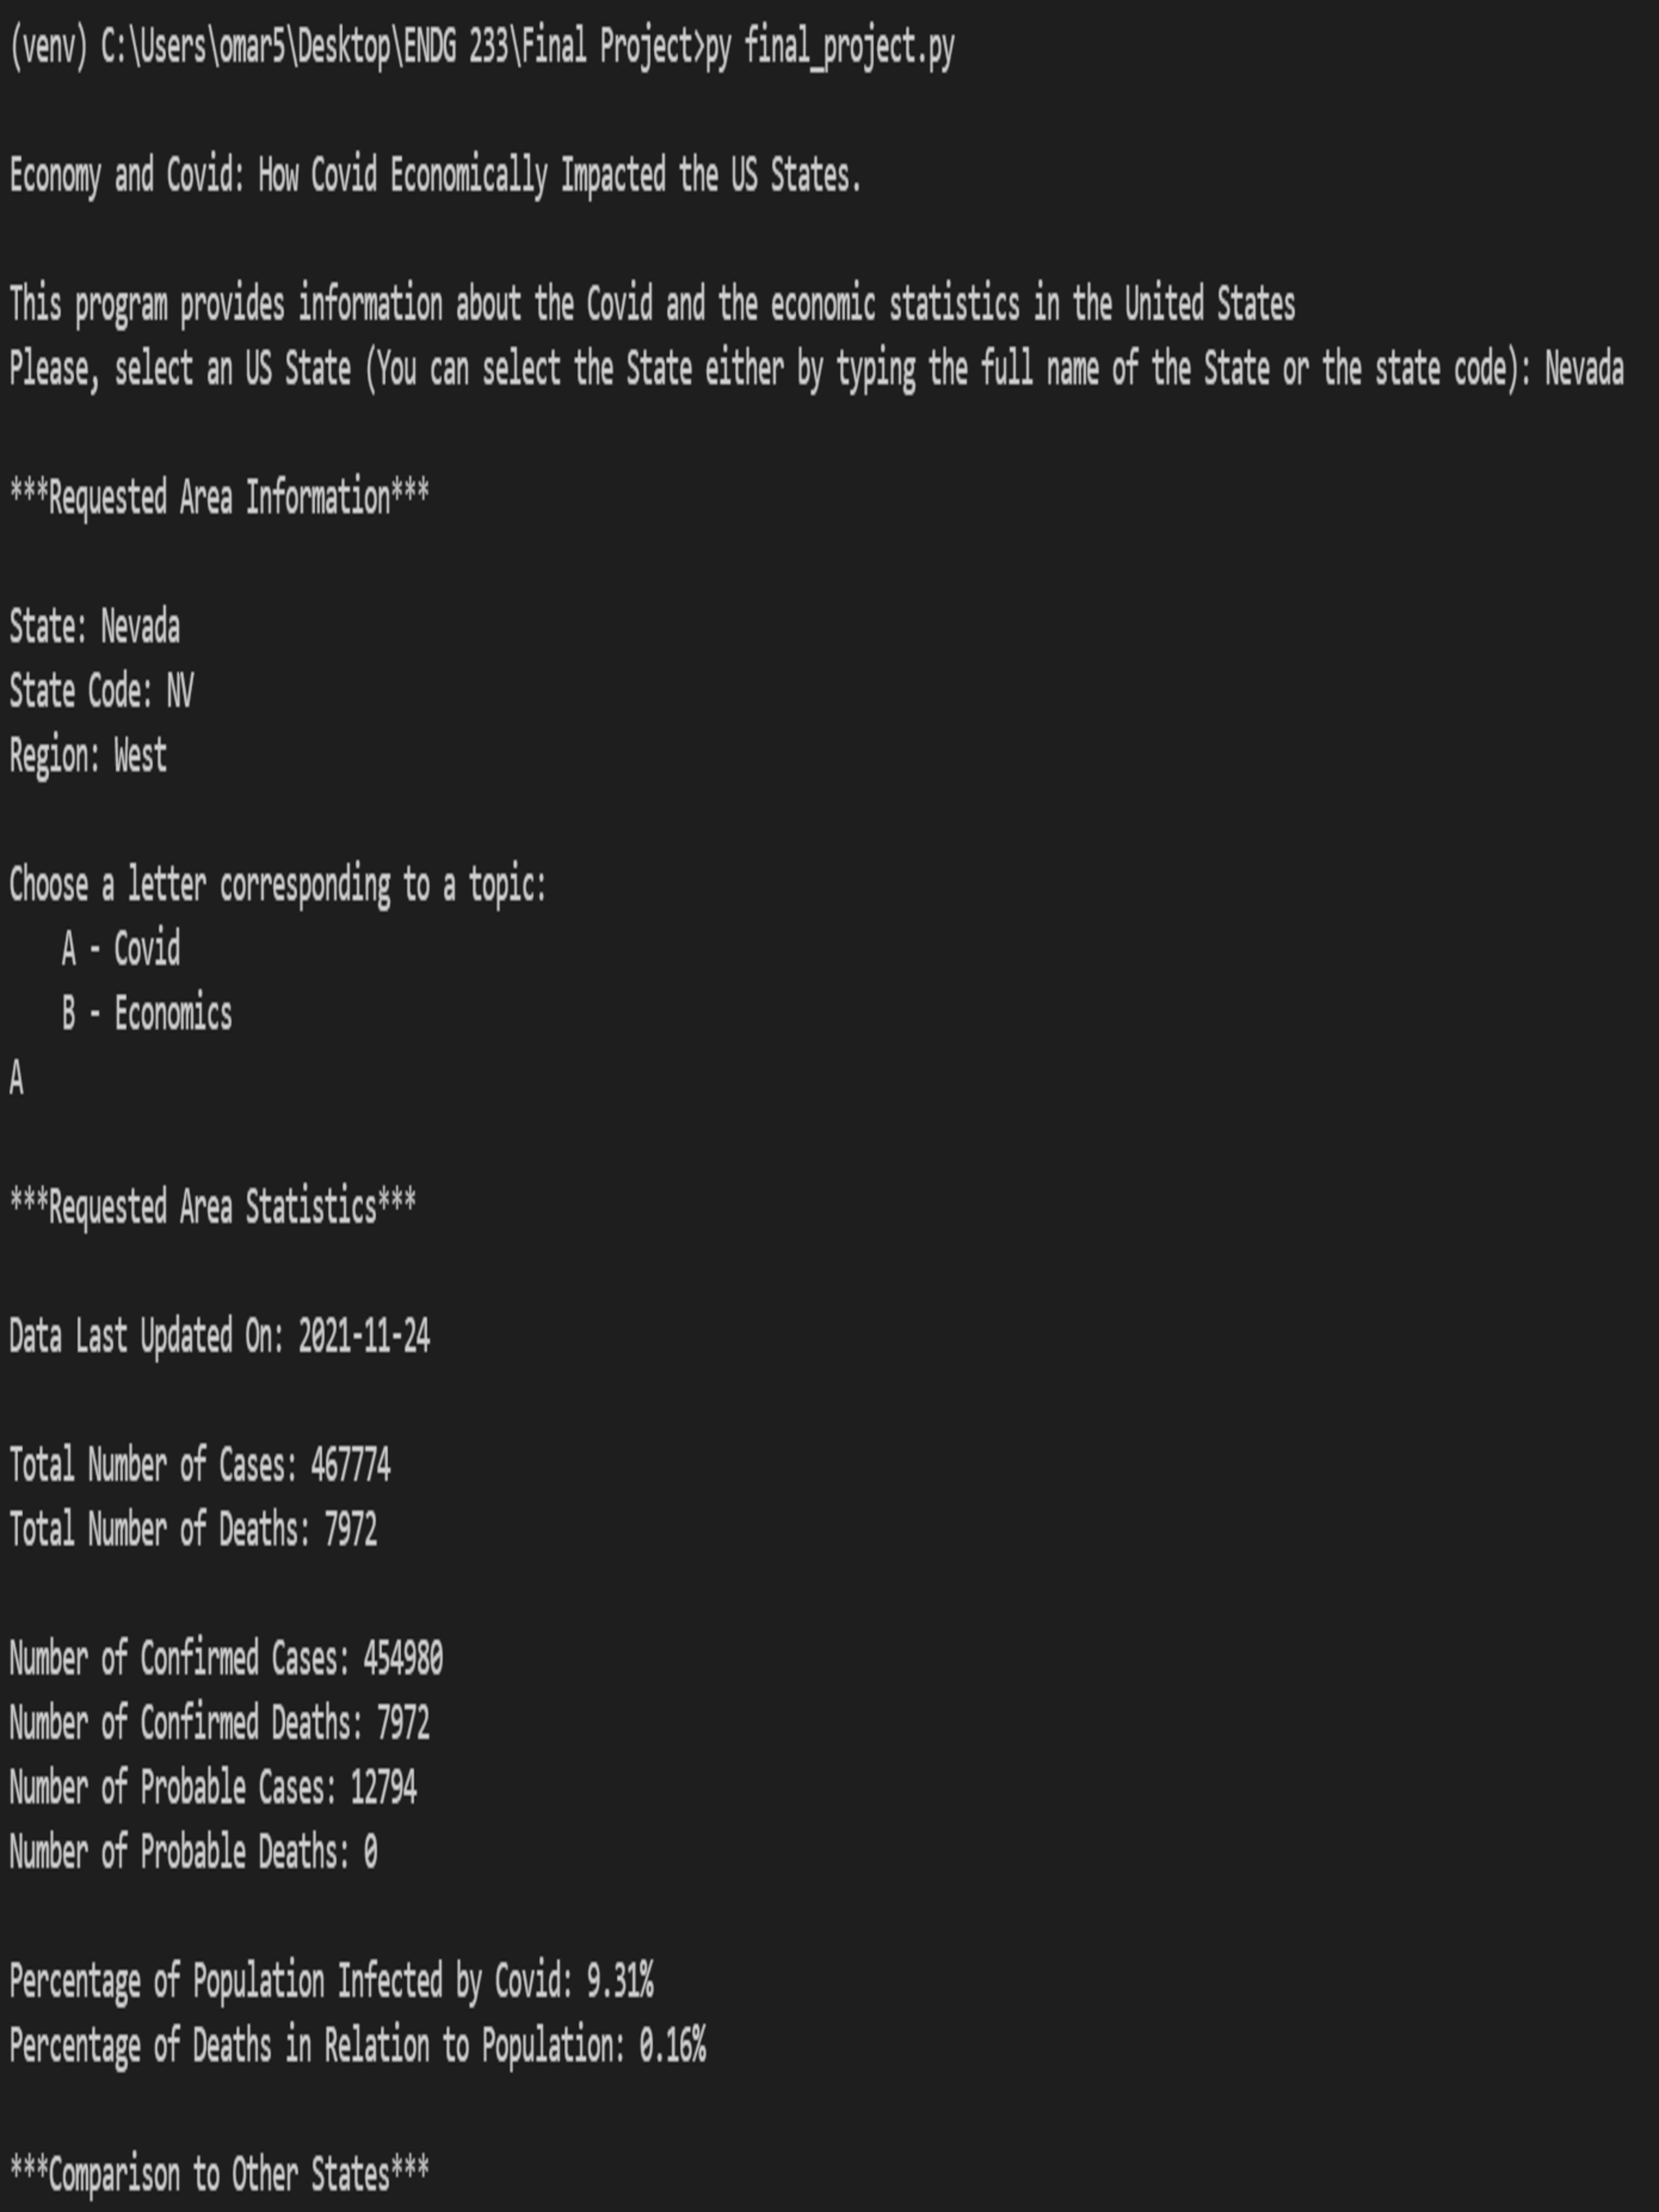 (venv) C:\Users\omar5\Desktop\ENDG 233\Final Project>py final_project.py
Economy and Covid: How Covid Economically Impacted the US States.
This program provides information about the Covid and the economic statistics in the United States
Please, select an US State (You can select the State either by typing the full name of the State or the state code): Nevada
***Requested Area Information***
State: Nevada
State Code: NV
Region: West
Choose a letter corresponding to a topic:
    A - Covid
    B - Economics
A
***Requested Area Statistics***
Data Last Updated On: 2021-11-24
Total Number of Cases: 467774
Total Number of Deaths: 7972
Number of Confirmed Cases: 454980
Number of Confirmed Deaths: 7972
Number of Probable Cases: 12794
Number of Probable Deaths: 0
Percentage of Population Infected by Covid: 9.31%
Percentage of Deaths in Relation to Population: 0.16%
***Comparison to Other States***